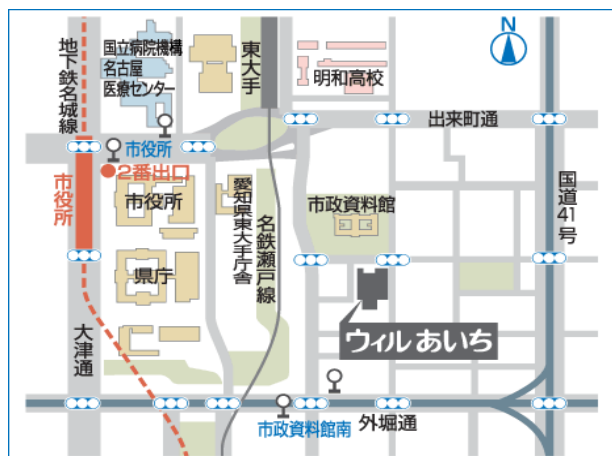 N
国立病院機構
名古屋
医療センター
東大手
明和高校
地下鉄名城線
出来町通
市役所
2番出口
市役所
市役所
愛知県東大手庁舎
名鉄瀬戸線
市政資料館
国道41号
県庁
大津通
ウィルあいち
市政資料館南
外堀通